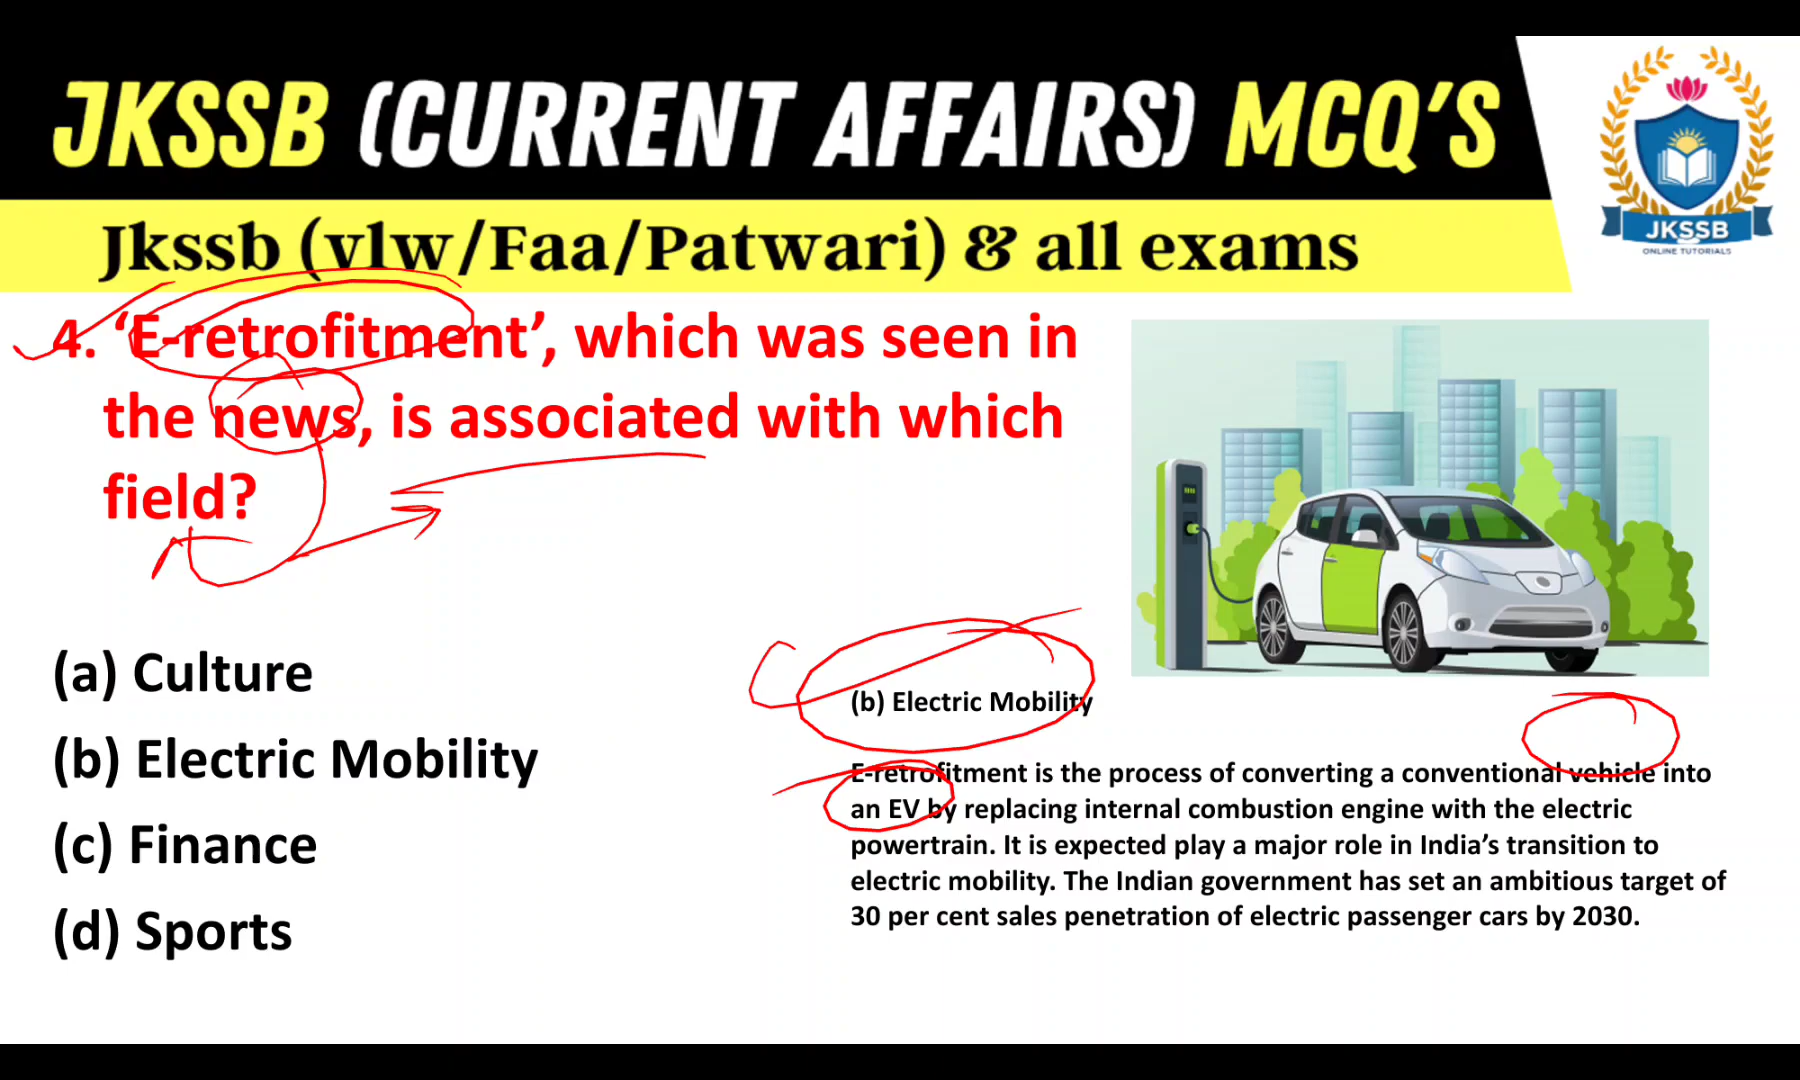 JKSSB (CURRENT AFFAIRS) MCQ'S
Jkssb (vlw/Faa/Patwari) & all exams
JKSSB
ONLINE TUTORIALS
4. ‘E-retrofitment’, which was seen in
the news, is associated with which
field?
(a) Culture
(b) Electric Mobility
(c) Finance
(d) Sports
(b) Electric Mobility
E-retrofitment is the process of converting a conventional vehicle into
an EV by replacing internal combustion engine with the electric
powertrain. It is expected play a major role in India’s transition to
electric mobility. The Indian government has set an ambitious target of
30 per cent sales penetration of electric passenger cars by 2030.